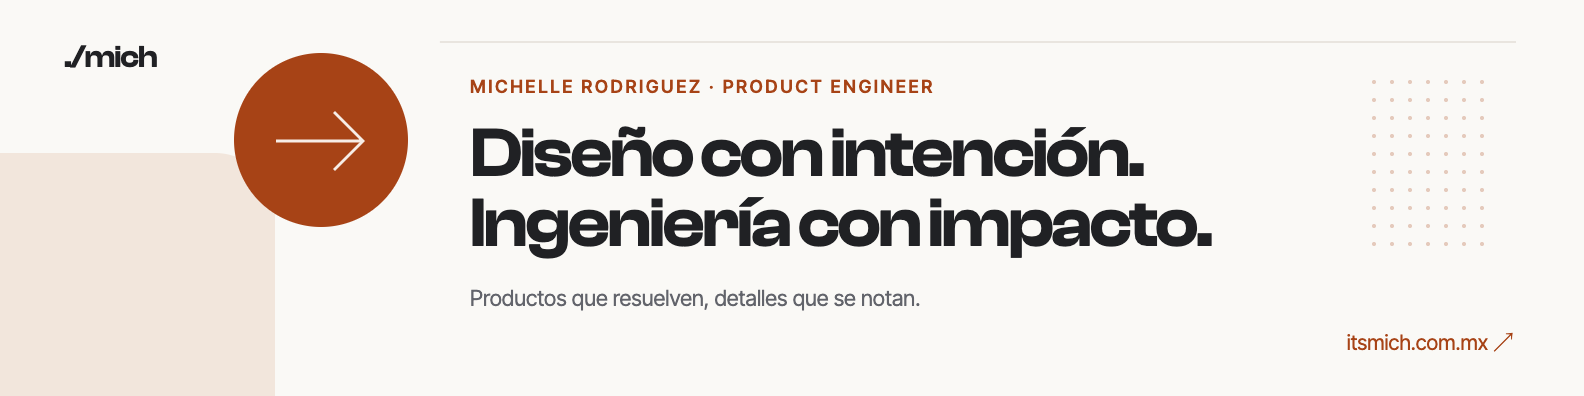 ./mich
MICHELLE RODRIGUEZ · PRODUCT ENGINEER
Diseño con intención.
Ingeniería con impacto.
Productos que resuelven, detalles que se notan.
itsmich.com.mx ↗